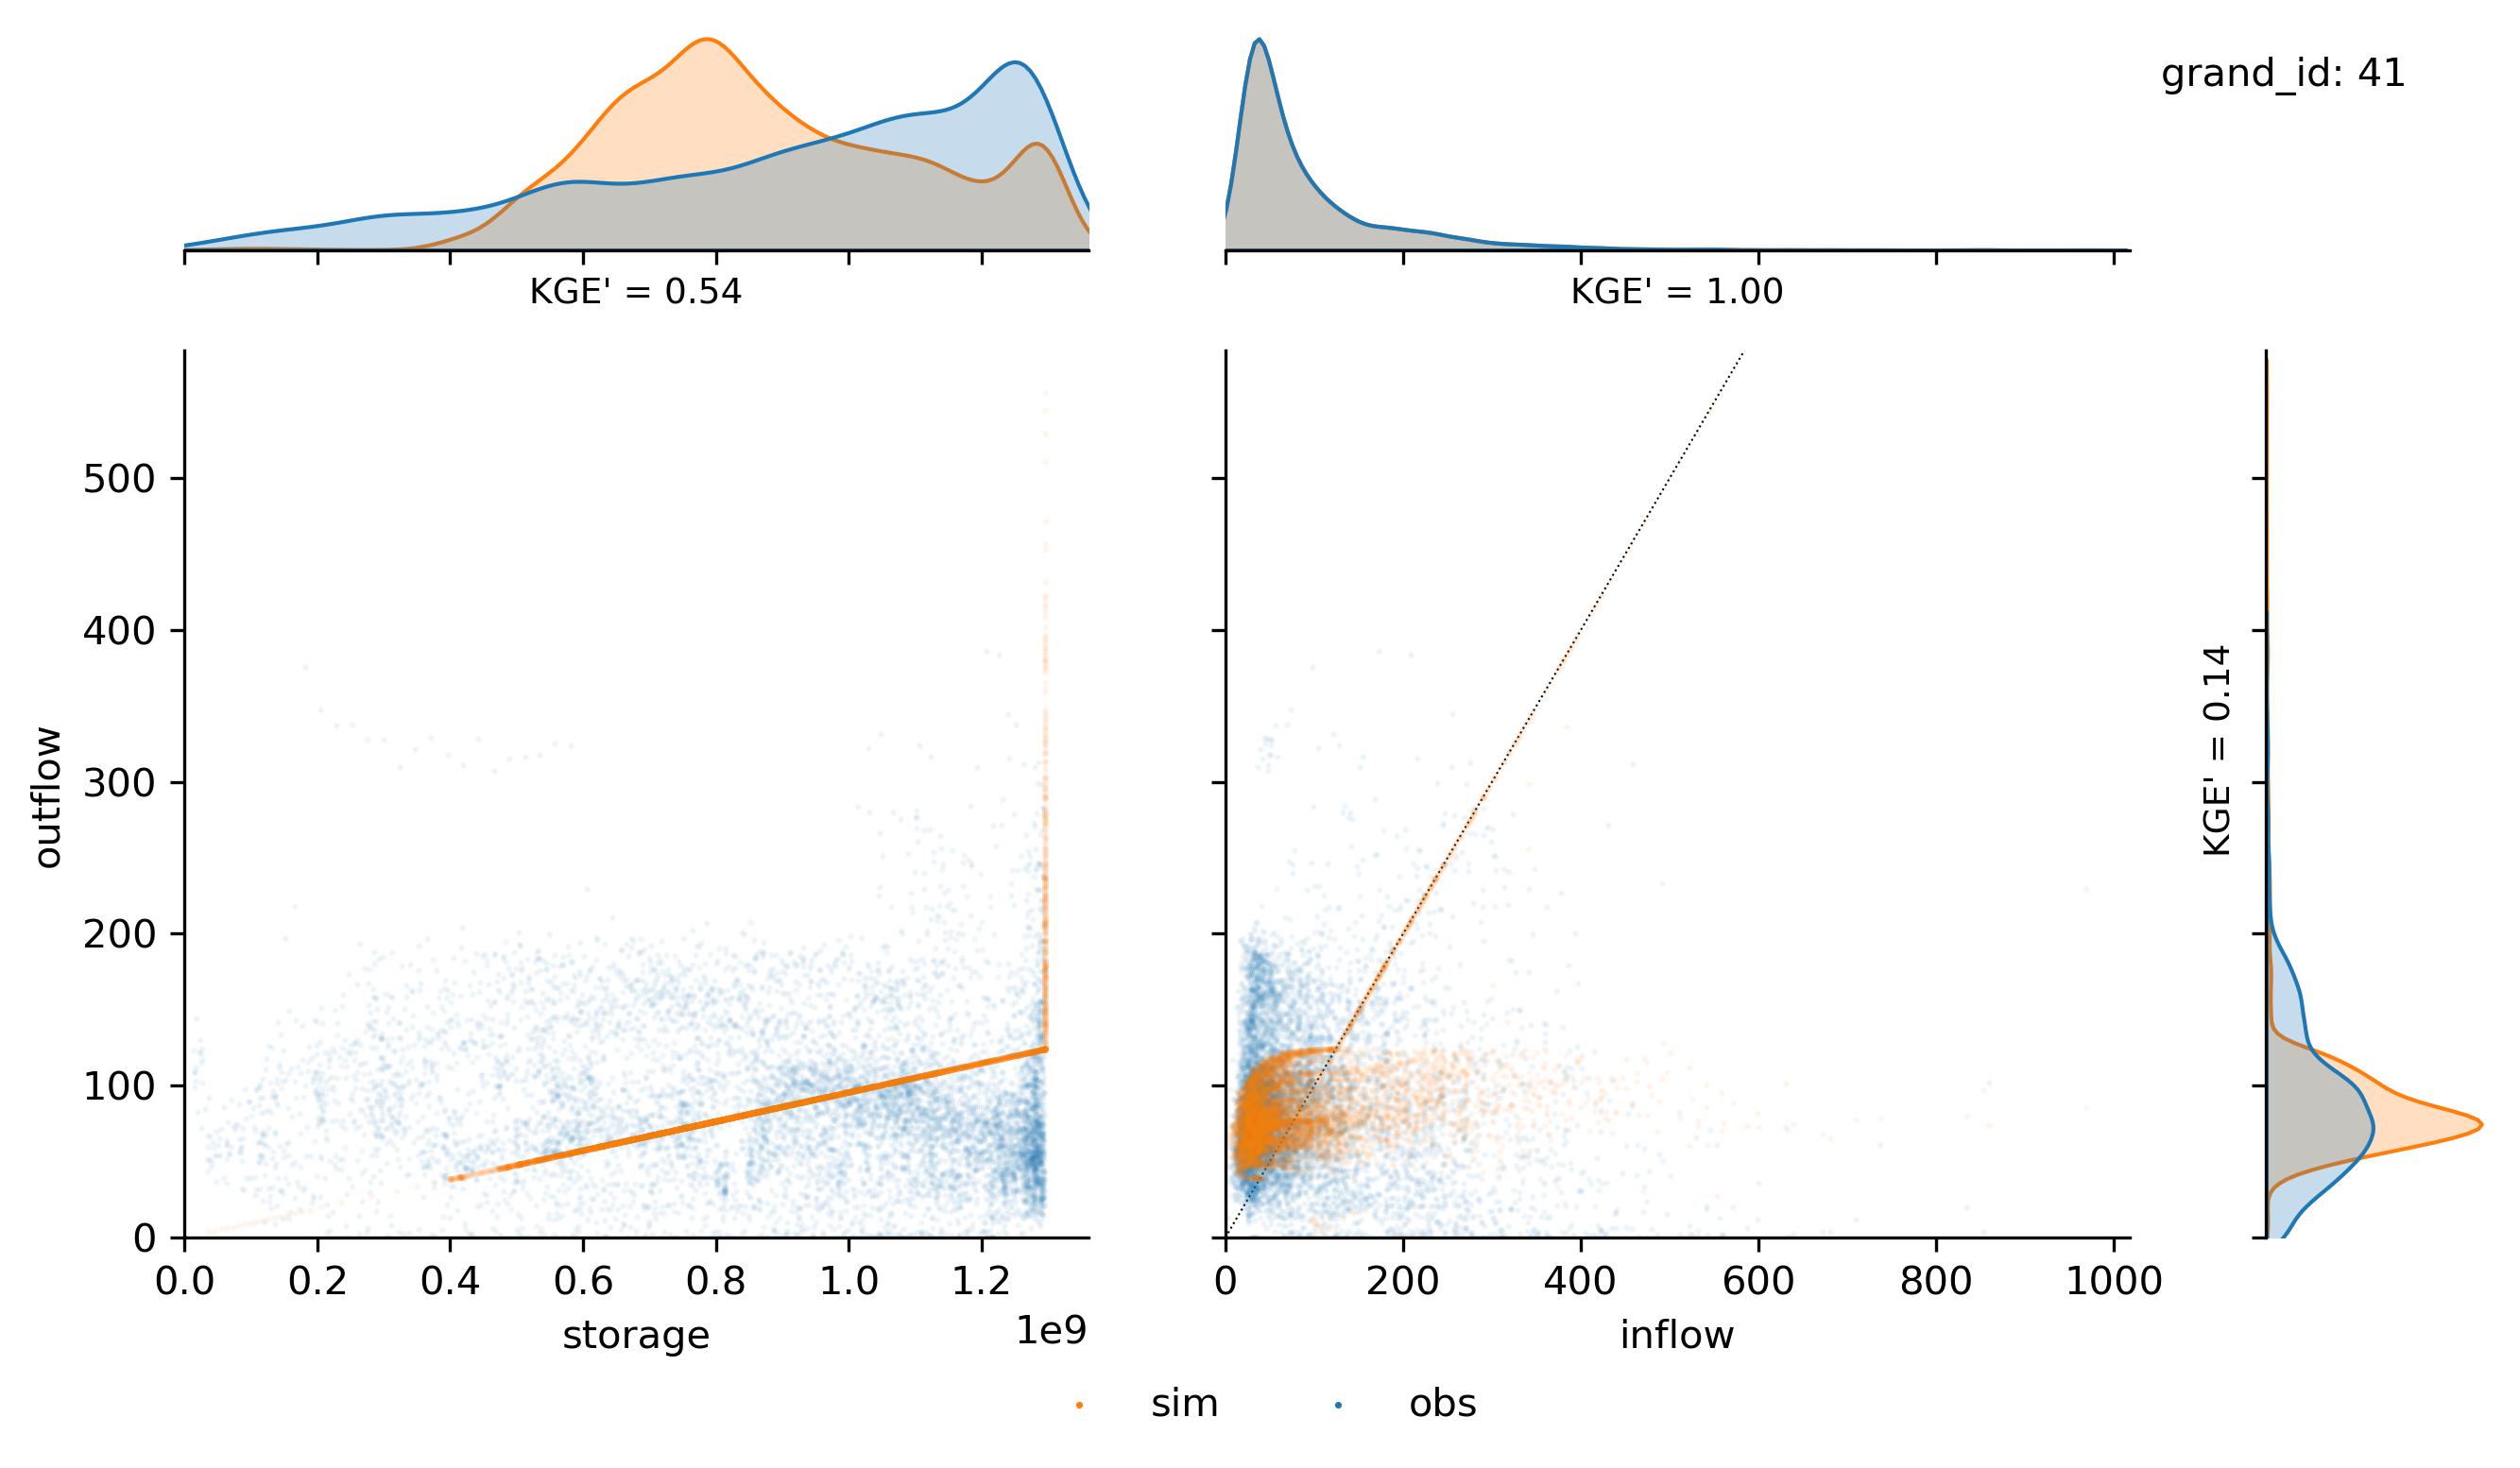 grand_id: 41
KGE' = 0.54
KGE' = 1.00
outflow
500
400
300
200
100
0
KGE' = 0.14
0.0 0.2 0.4 0.6 0.8 1.0 1.2
1e9
storage
0 200 400 600 800 1000
inflow
sim obs